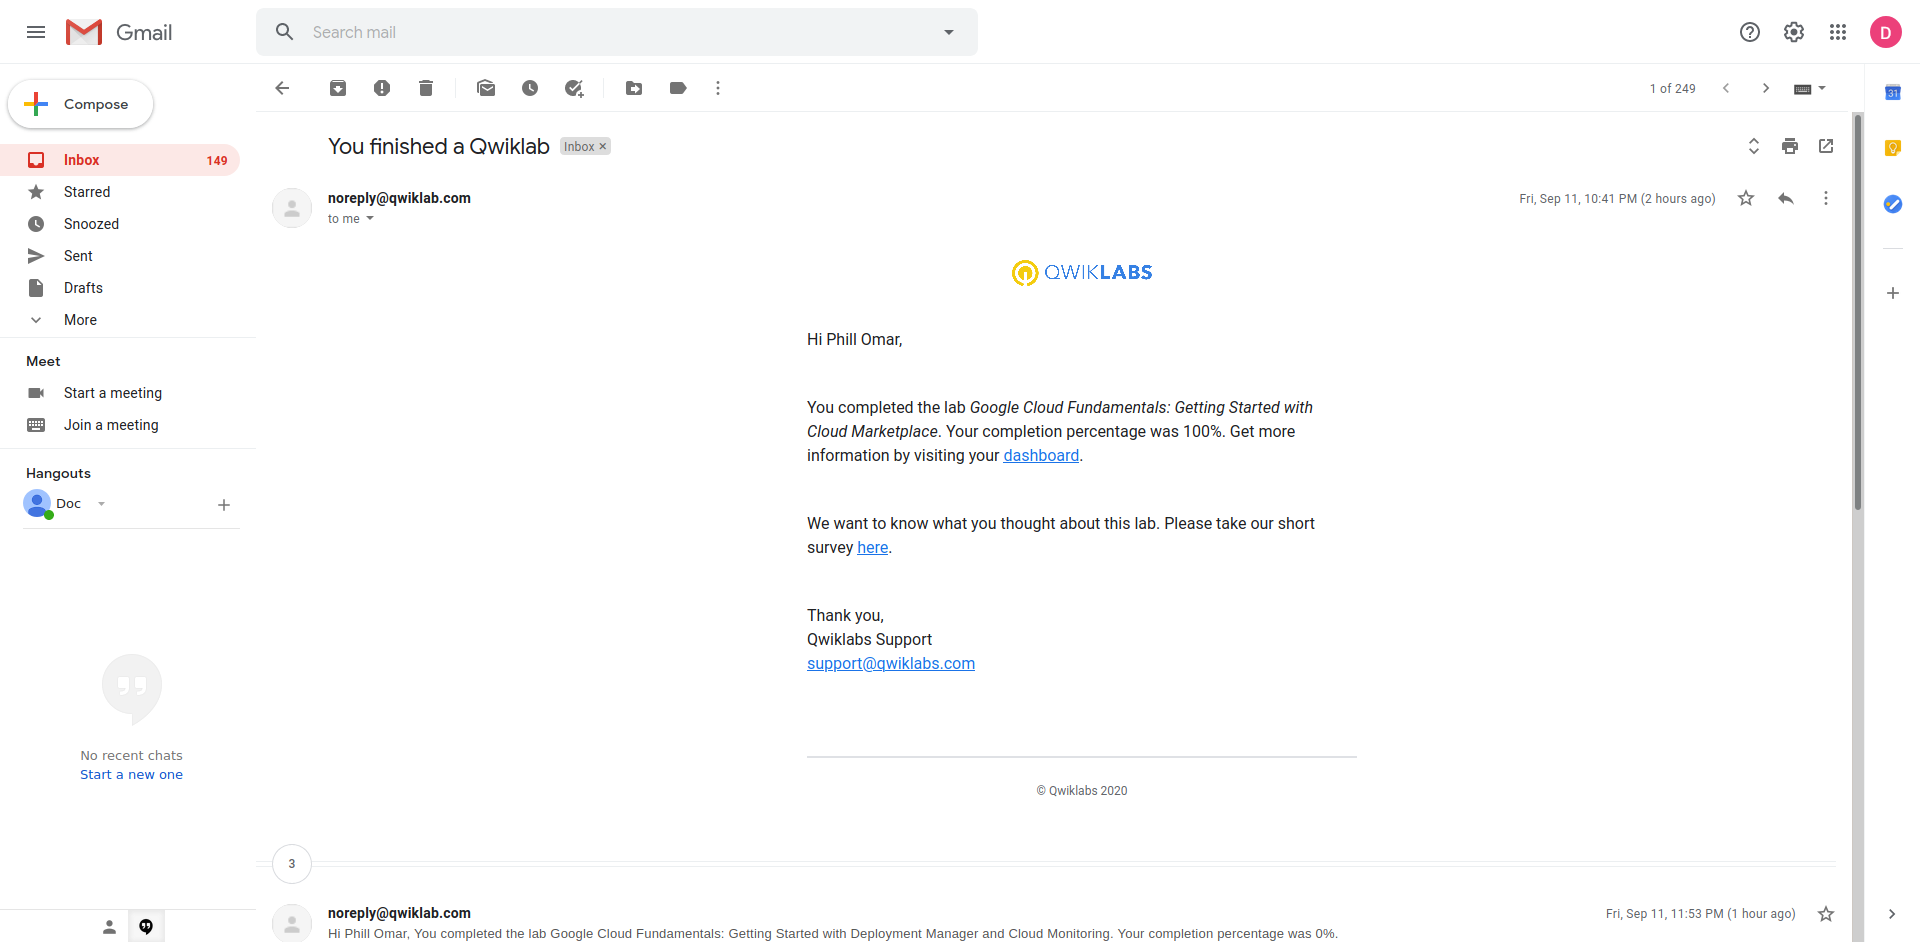 Gmail
Search mail
D
Compose
1 of 249
31
Inbox 149
Starred
Snoozed
Sent
Drafts
More
Meet
Start a meeting
Join a meeting
Hangouts
Doc
No recent chats
Start a new one
You finished a Qwiklab Inbox ×
noreply@qwiklab.com Fri, Sep 11, 10:41 PM (2 hours ago)
to me
QWIKLABS
Hi Phill Omar,
You completed the lab Google Cloud Fundamentals: Getting Started with
Cloud Marketplace. Your completion percentage was 100%. Get more
information by visiting your dashboard.
We want to know what you thought about this lab. Please take our short
survey here.
Thank you,
Qwiklabs Support
support@qwiklabs.com
© Qwiklabs 2020
3
noreply@qwiklab.com Fri, Sep 11, 11:53 PM (1 hour ago)
Hi Phill Omar, You completed the lab Google Cloud Fundamentals: Getting Started with Deployment Manager and Cloud Monitoring. Your completion percentage was 0%.